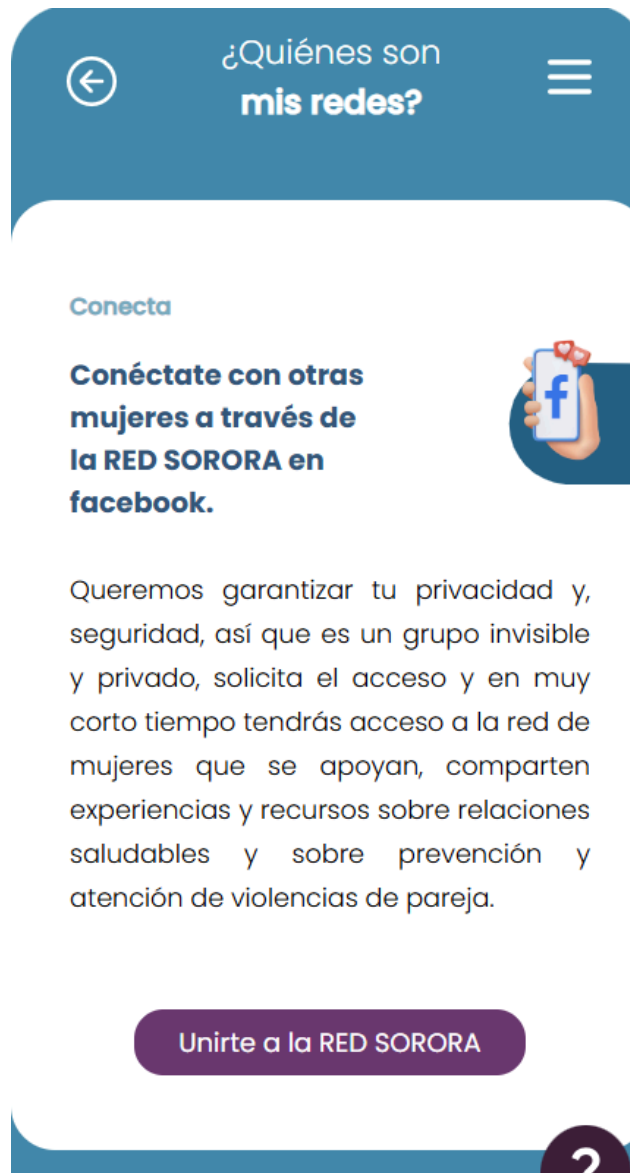 ¿Quiénes son
mis redes?
Conecta
Conéctate con otras
mujeres a través de
la RED SORORA en
facebook.
f
Queremos garantizar tu privacidad y,
seguridad, así que es un grupo invisible
y privado, solicita el acceso y en muy
corto tiempo tendrás acceso a la red de
mujeres que se apoyan, comparten
experiencias y recursos sobre relaciones
saludables y sobre prevención y
atención de violencias de pareja.
Unirte a la RED SORORA
?